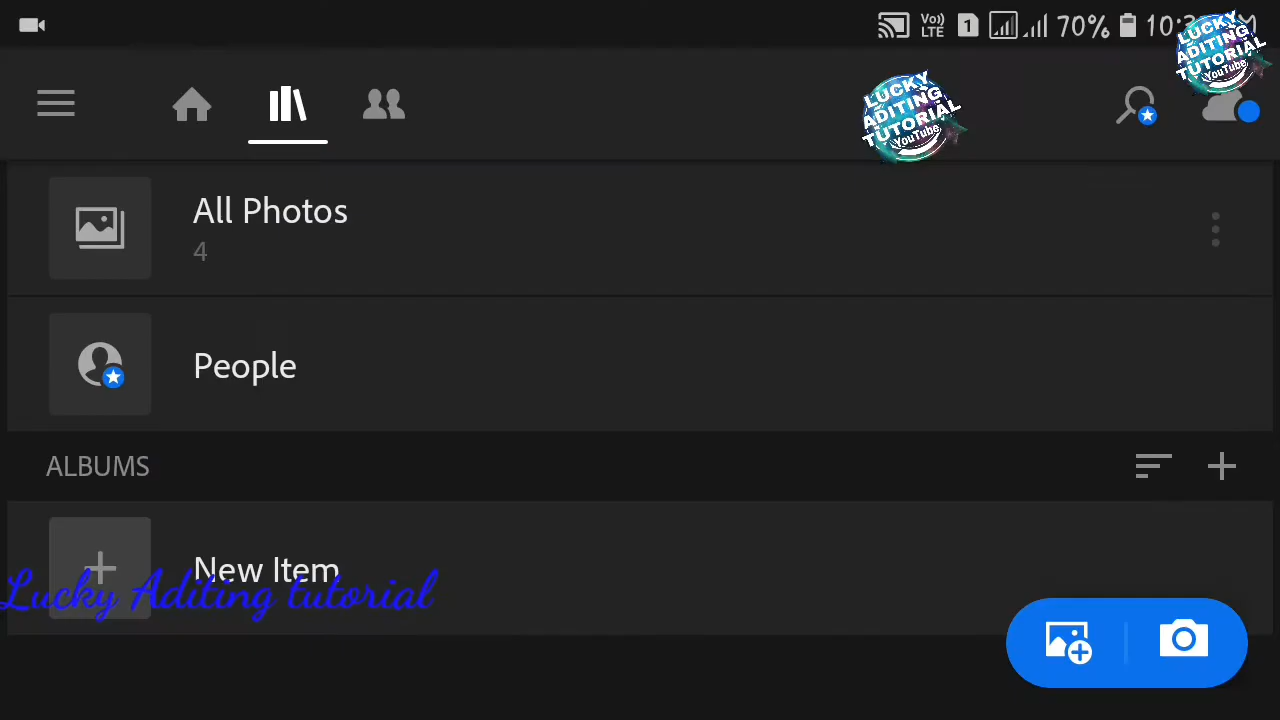 Vo)) LTE 1 70% 10:3
LUCKY ADITING TUTORIAL YouTube
LUCKY ADITING TUTORIAL YouTube
All Photos
4
People
ALBUMS
New Item
Lucky Aditing tutorial